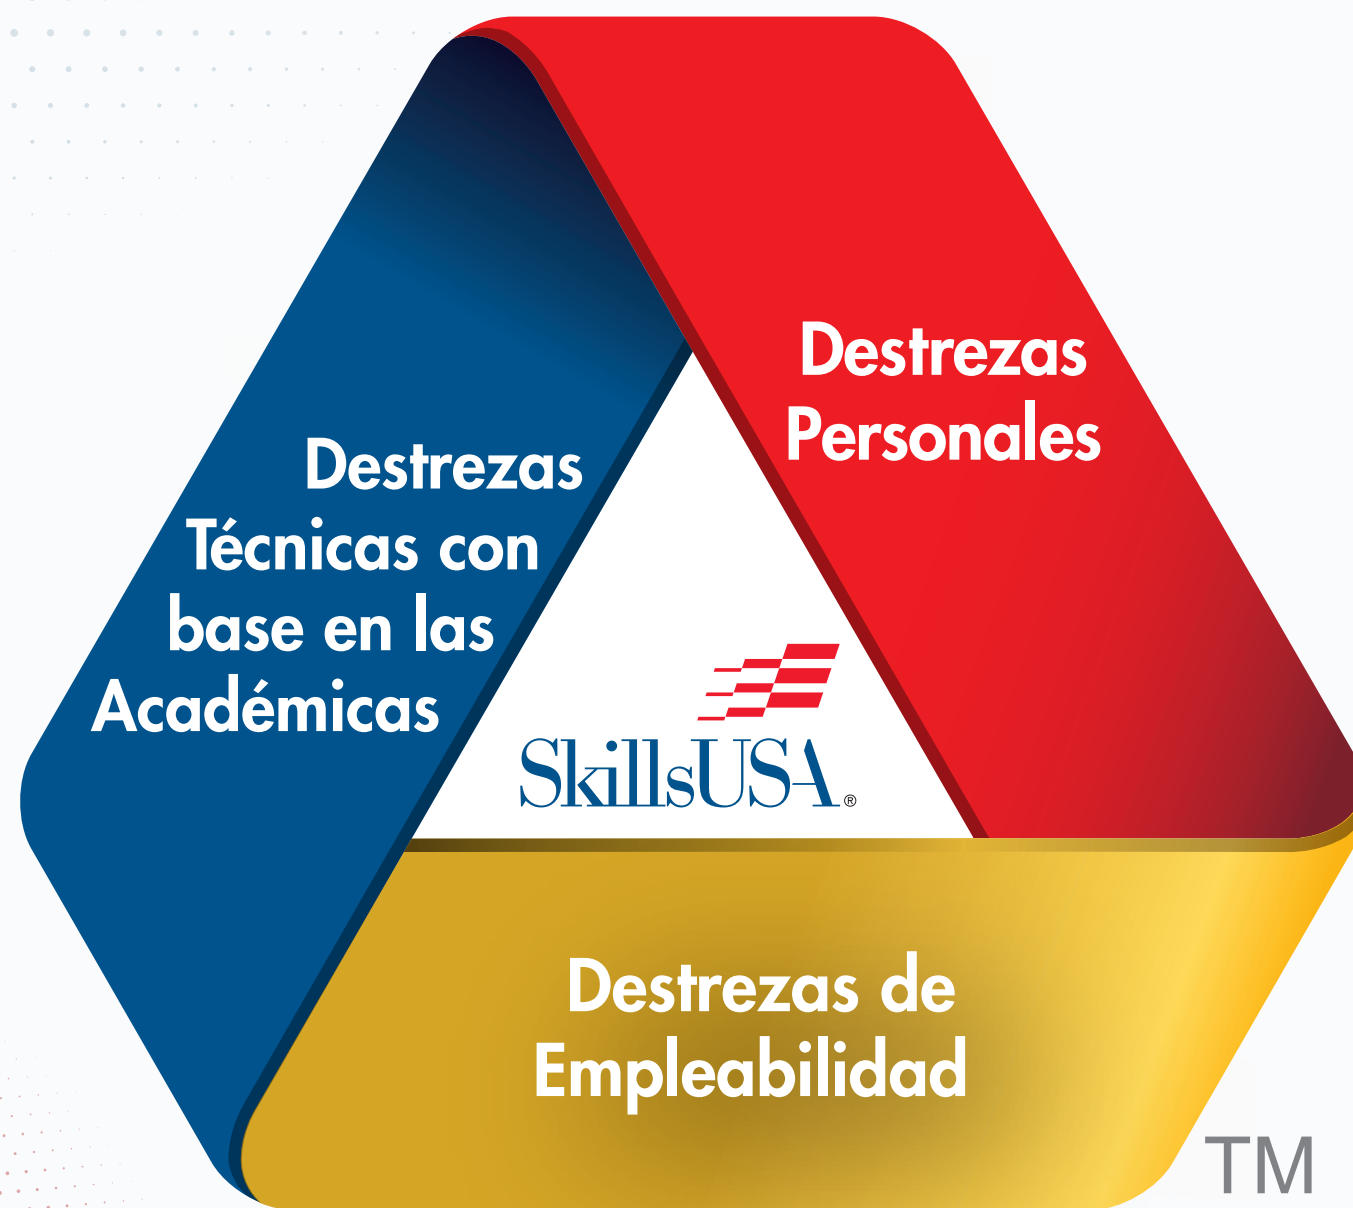 Destrezas
Personales
Destrezas
Técnicas con
base en las
Académicas
SkillsUSA®
Destrezas de
Empleabilidad
TM